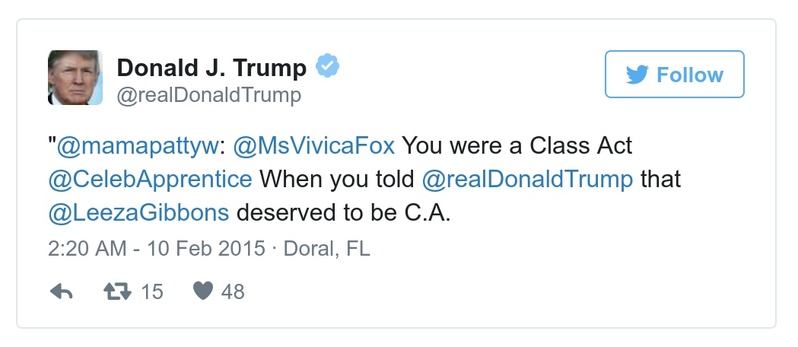 Donald J. Trump
@realDonaldTrump
Follow
"@mamapattyw: @MsVivicaFox You were a Class Act
@CelebApprentice When you told @realDonaldTrump that
@LeezaGibbons deserved to be C.A.
2:20 AM - 10 Feb 2015 · Doral, FL
15 48